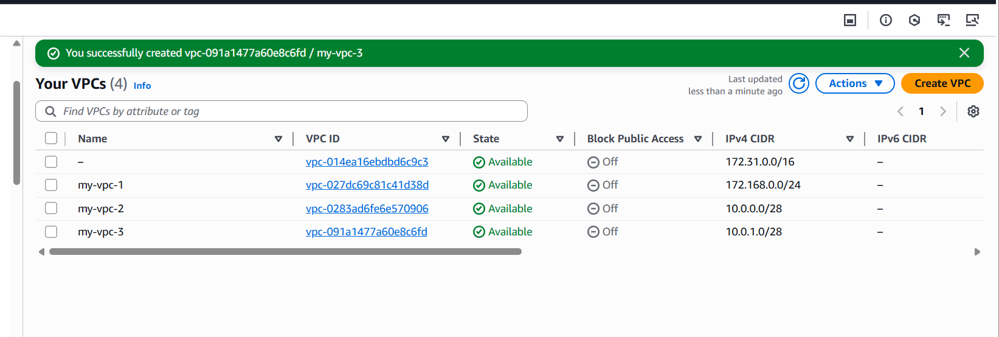 You successfully created vpc-091a1477a60e8c6fd / my-vpc-3
Your VPCs (4) Info
Last updated
less than a minute ago
Actions
Create VPC
Find VPCs by attribute or tag
1
Name VPC ID State Block Public Access IPv4 CIDR IPv6 CIDR
– vpc-014ea16ebdbd6c9c3 Available Off 172.31.0.0/16 –
my-vpc-1 vpc-027dc69c81c41d38d Available Off 172.168.0.0/24 –
my-vpc-2 vpc-0283ad6fe6e570906 Available Off 10.0.0.0/28 –
my-vpc-3 vpc-091a1477a60e8c6fd Available Off 10.0.1.0/28 –